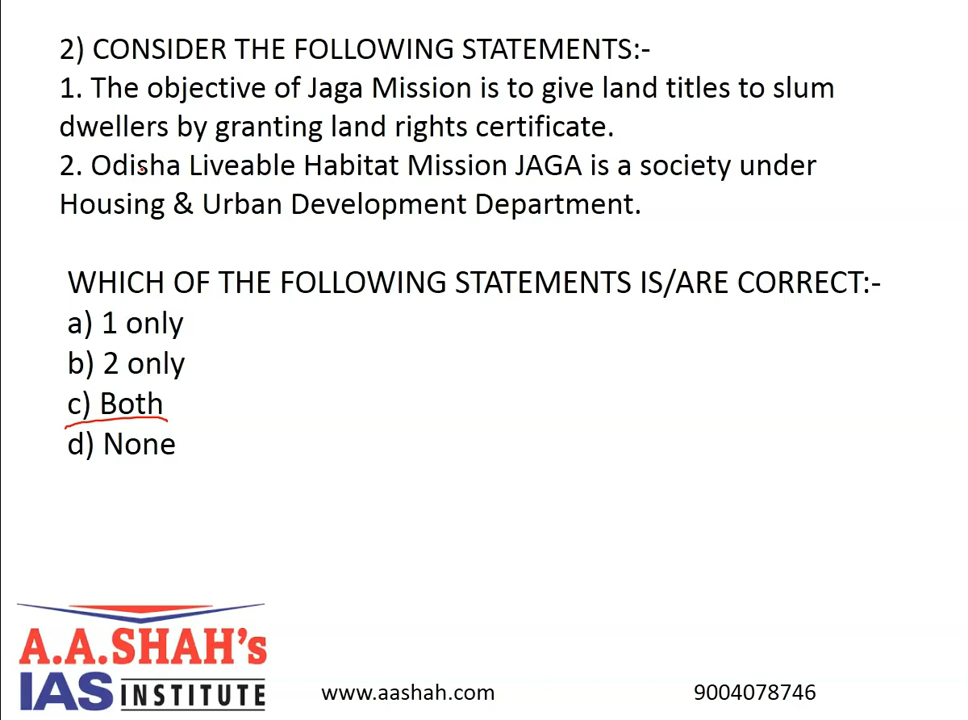 2) CONSIDER THE FOLLOWING STATEMENTS:-
1. The objective of Jaga Mission is to give land titles to slum
dwellers by granting land rights certificate.
2. Odisha Liveable Habitat Mission JAGA is a society under
Housing & Urban Development Department.
WHICH OF THE FOLLOWING STATEMENTS IS/ARE CORRECT:-
a) 1 only
b) 2 only
c) Both
d) None
A.A.SHAH's
IAS INSTITUTE
www.aashah.com
9004078746